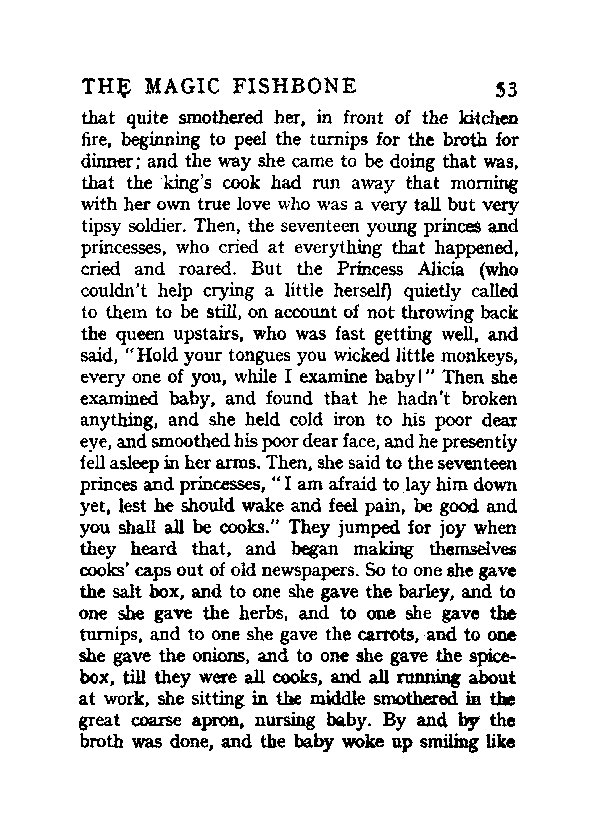 THE MAGIC FISHBONE 53
that quite smothered her, in front of the kitchen
fire, beginning to peel the turnips for the broth for
dinner; and the way she came to be doing that was,
that the king's cook had run away that morning
with her own true love who was a very tall but very
tipsy soldier. Then, the seventeen young princes and
princesses, who cried at everything that happened,
cried and roared. But the Princess Alicia (who
couldn't help crying a little herself) quietly called
to them to be still, on account of not throwing back
the queen upstairs, who was fast getting well, and
said, "Hold your tongues you wicked little monkeys,
every one of you, while I examine baby!" Then she
examined baby, and found that he hadn't broken
anything, and she held cold iron to his poor dear
eye, and smoothed his poor dear face, and he presently
fell asleep in her arms. Then, she said to the seventeen
princes and princesses, "I am afraid to lay him down
yet, lest he should wake and feel pain, be good and
you shall all be cooks." They jumped for joy when
they heard that, and began making themselves
cooks' caps out of old newspapers. So to one she gave
the salt box, and to one she gave the barley, and to
one she gave the herbs, and to one she gave the
turnips, and to one she gave the carrots, and to one
she gave the onions, and to one she gave the spice-
box, till they were all cooks, and all running about
at work, she sitting in the middle smothered in the
great coarse apron, nursing baby. By and by the
broth was done, and the baby woke up smiling like